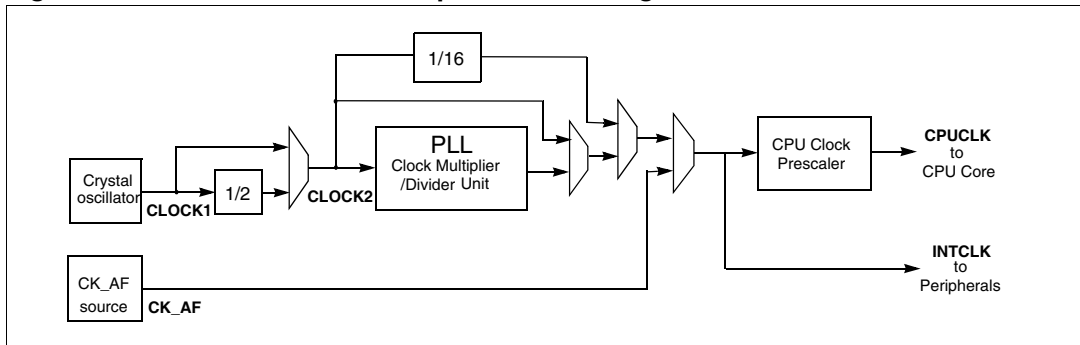 1/16
PLL
Clock Multiplier
/Divider Unit
CPU Clock
Prescaler
CPUCLK
to
CPU Core
Crystal
oscillator
CLOCK1
1/2
CLOCK2
INTCLK
to
Peripherals
CK_AF
source
CK_AF